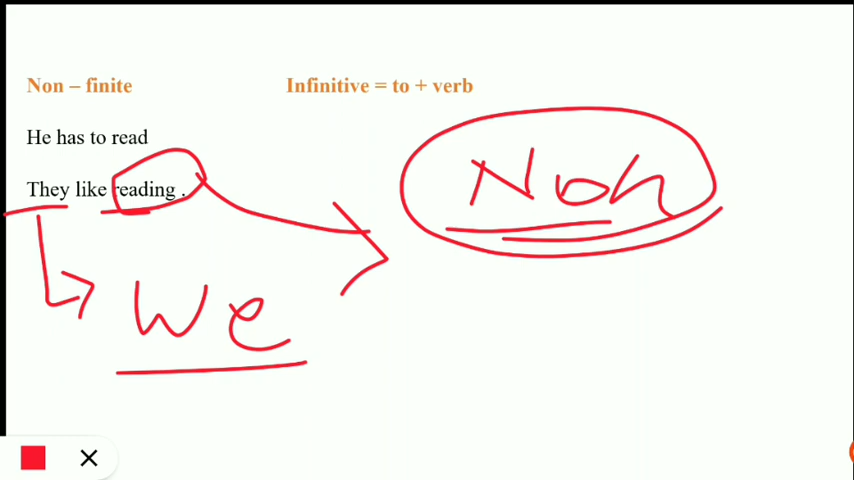 Non – finite
Infinitive = to + verb
He has to read
They like reading .
Non
We